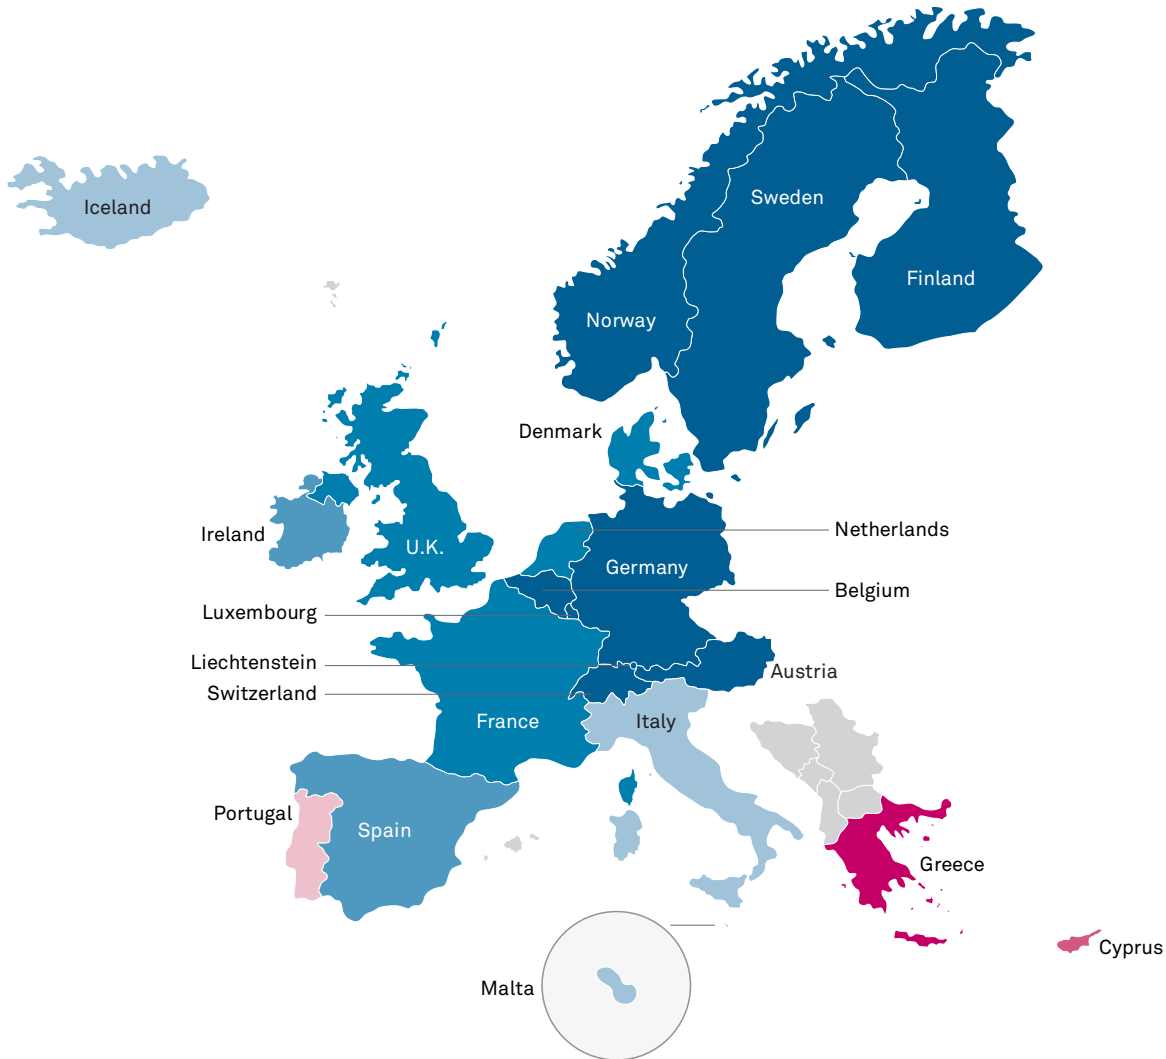 Iceland
Sweden
Finland
Norway
Denmark
Ireland
U.K.
Netherlands
Germany
Belgium
Luxembourg
Liechtenstein
Austria
Switzerland
France
Italy
Portugal
Spain
Greece
Cyprus
Malta